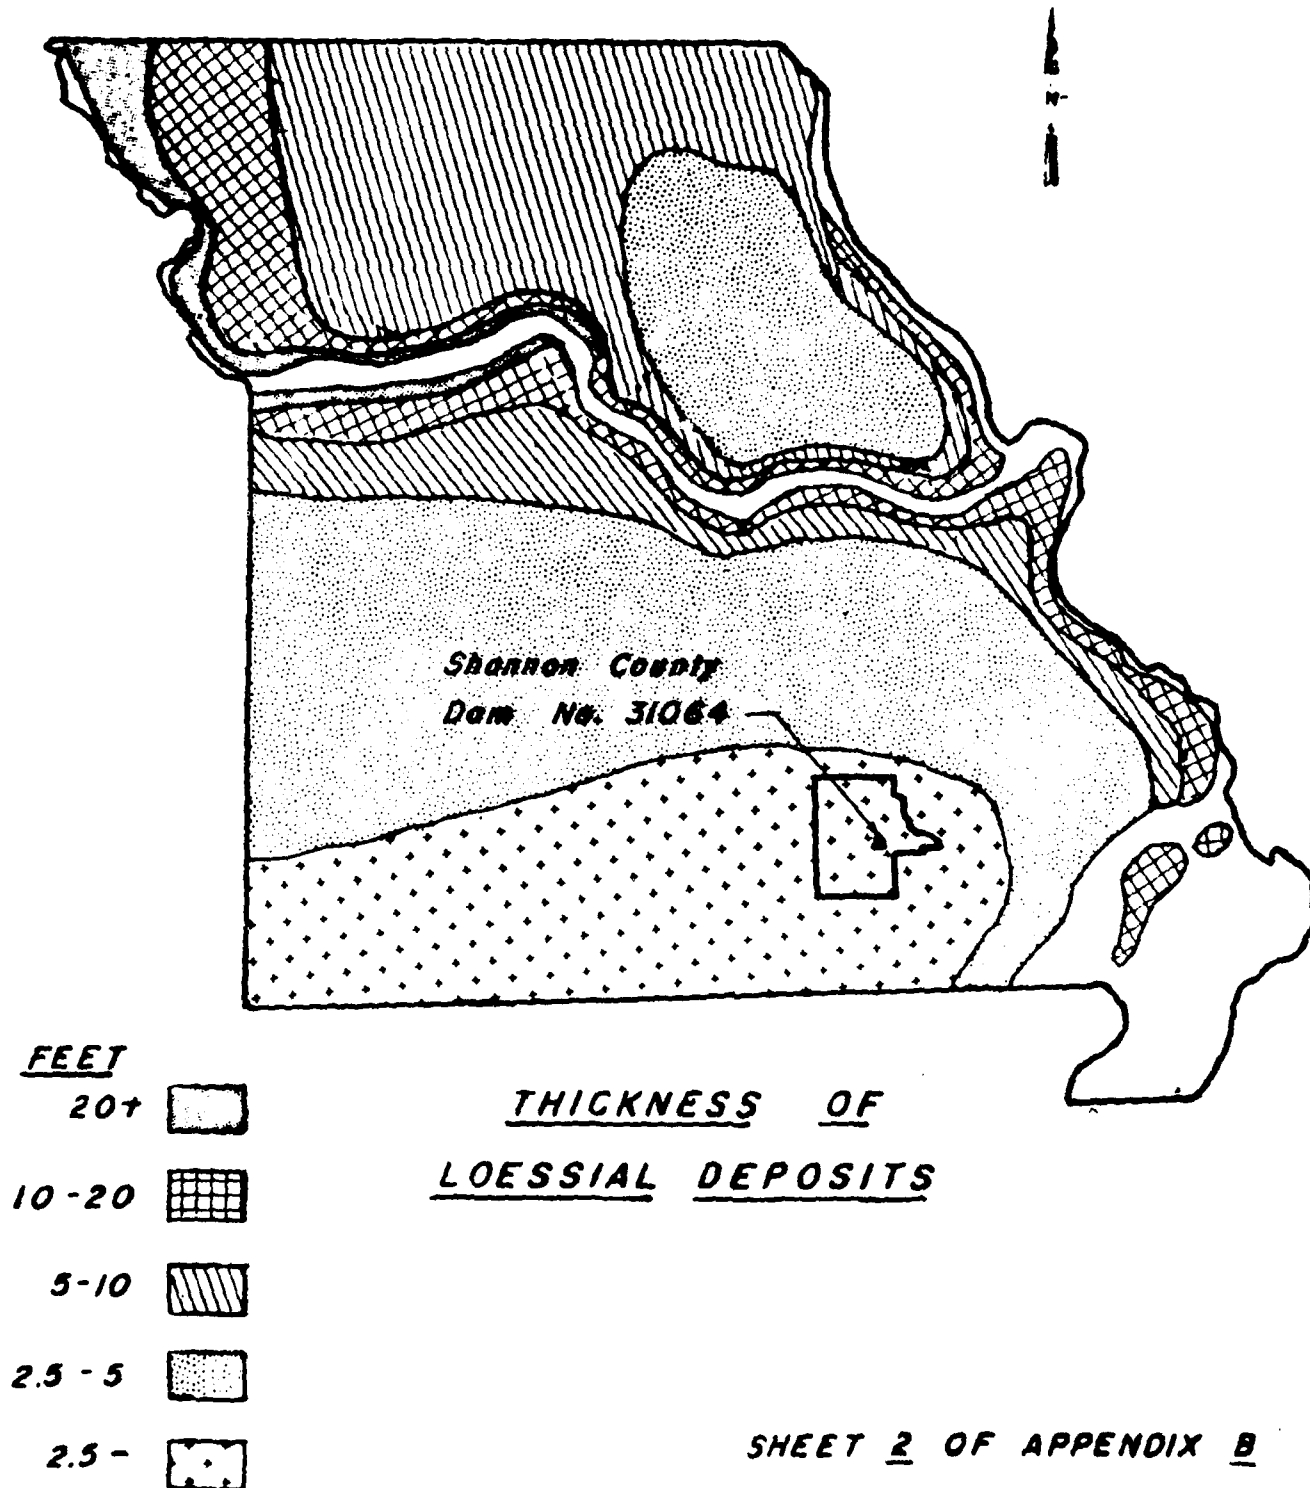 N
Shannon County
Dam No. 31064
FEET
20+
10-20
5-10
2.5 - 5
2.5 -
THICKNESS OF
LOESSIAL DEPOSITS
SHEET 2 OF APPENDIX B